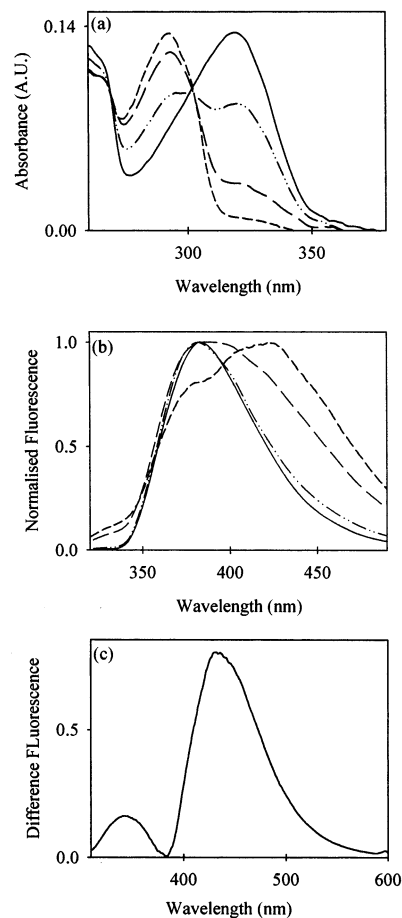 (a)
0.14
Absorbance (A.U.)
0.00
300 350
Wavelength (nm)
(b)
1.0
Normalised Fluorescence
0.5
0.0
350 400 450
Wavelength (nm)
(c)
Difference FLuorescence
0.5
0.0
400 500 600
Wavelength (nm)